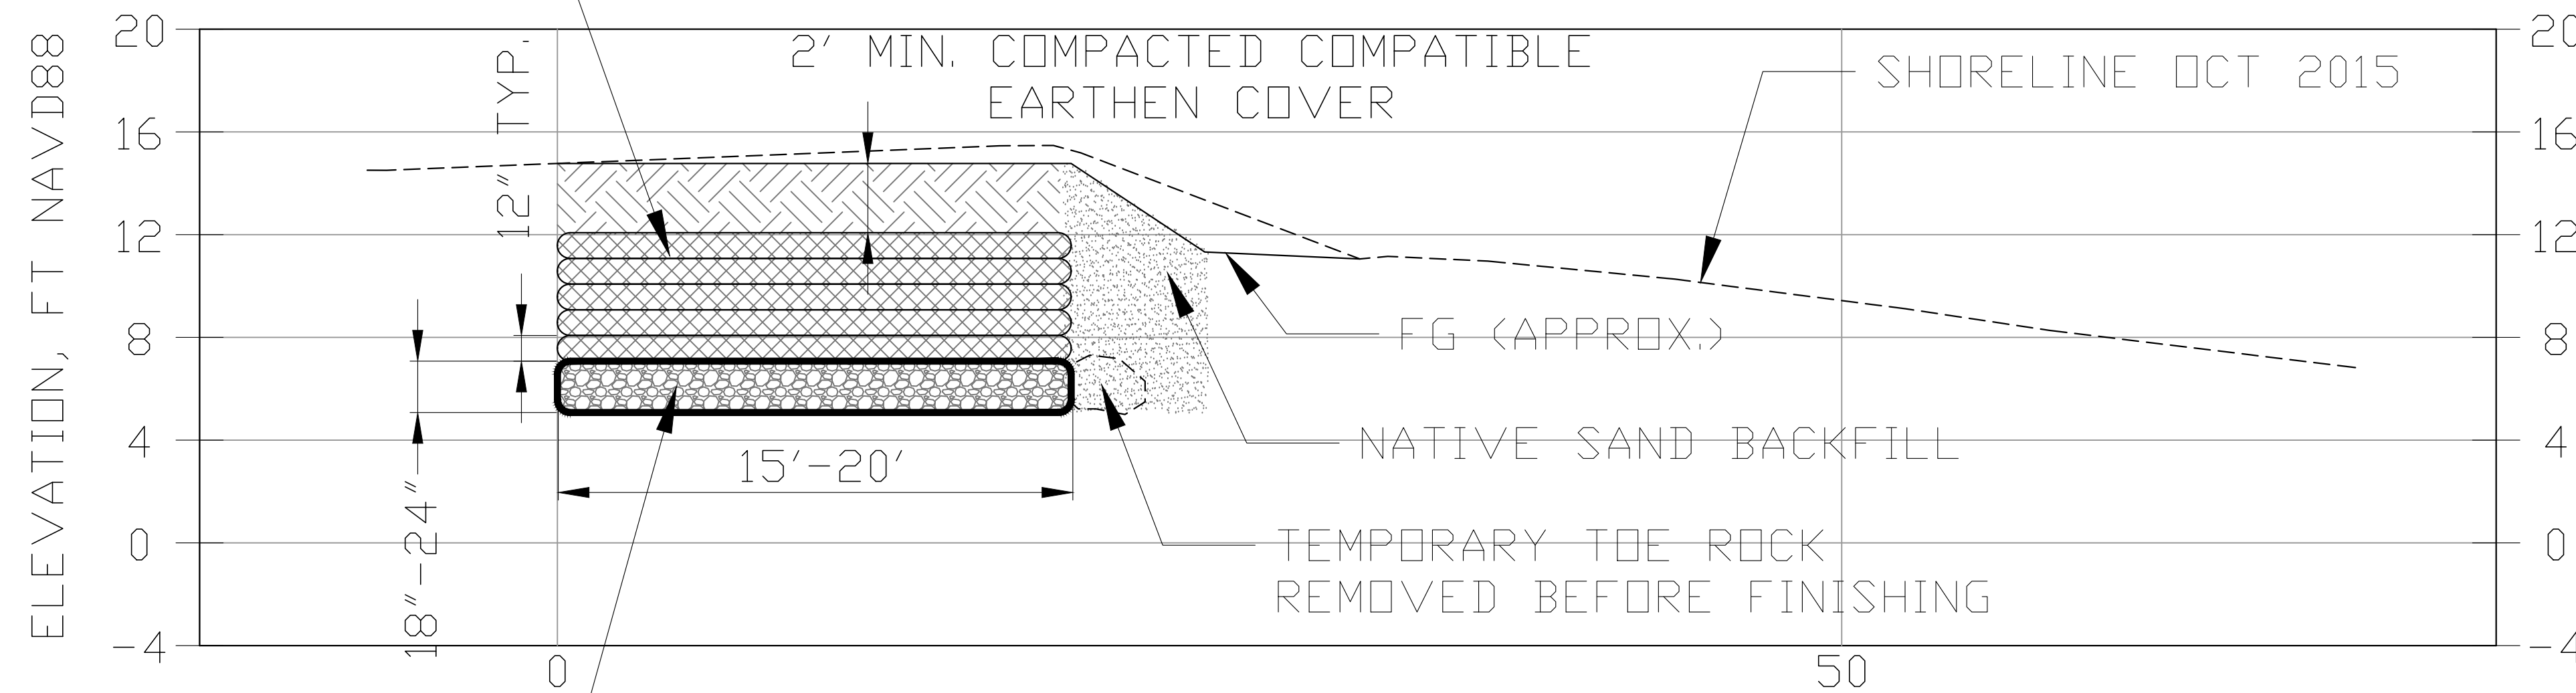 2' MIN. COMPACTED COMPATIBLE
EARTHEN COVER
SHORELINE OCT 2015
12" TYP.
FG (APPROX.)
NATIVE SAND BACKFILL
15'-20'
18"-24"
TEMPORARY TOE ROCK
REMOVED BEFORE FINISHING
ELEVATION, FT NAVD88
20
16
12
8
4
0
-4
20
16
12
8
4
0
-4
0
50